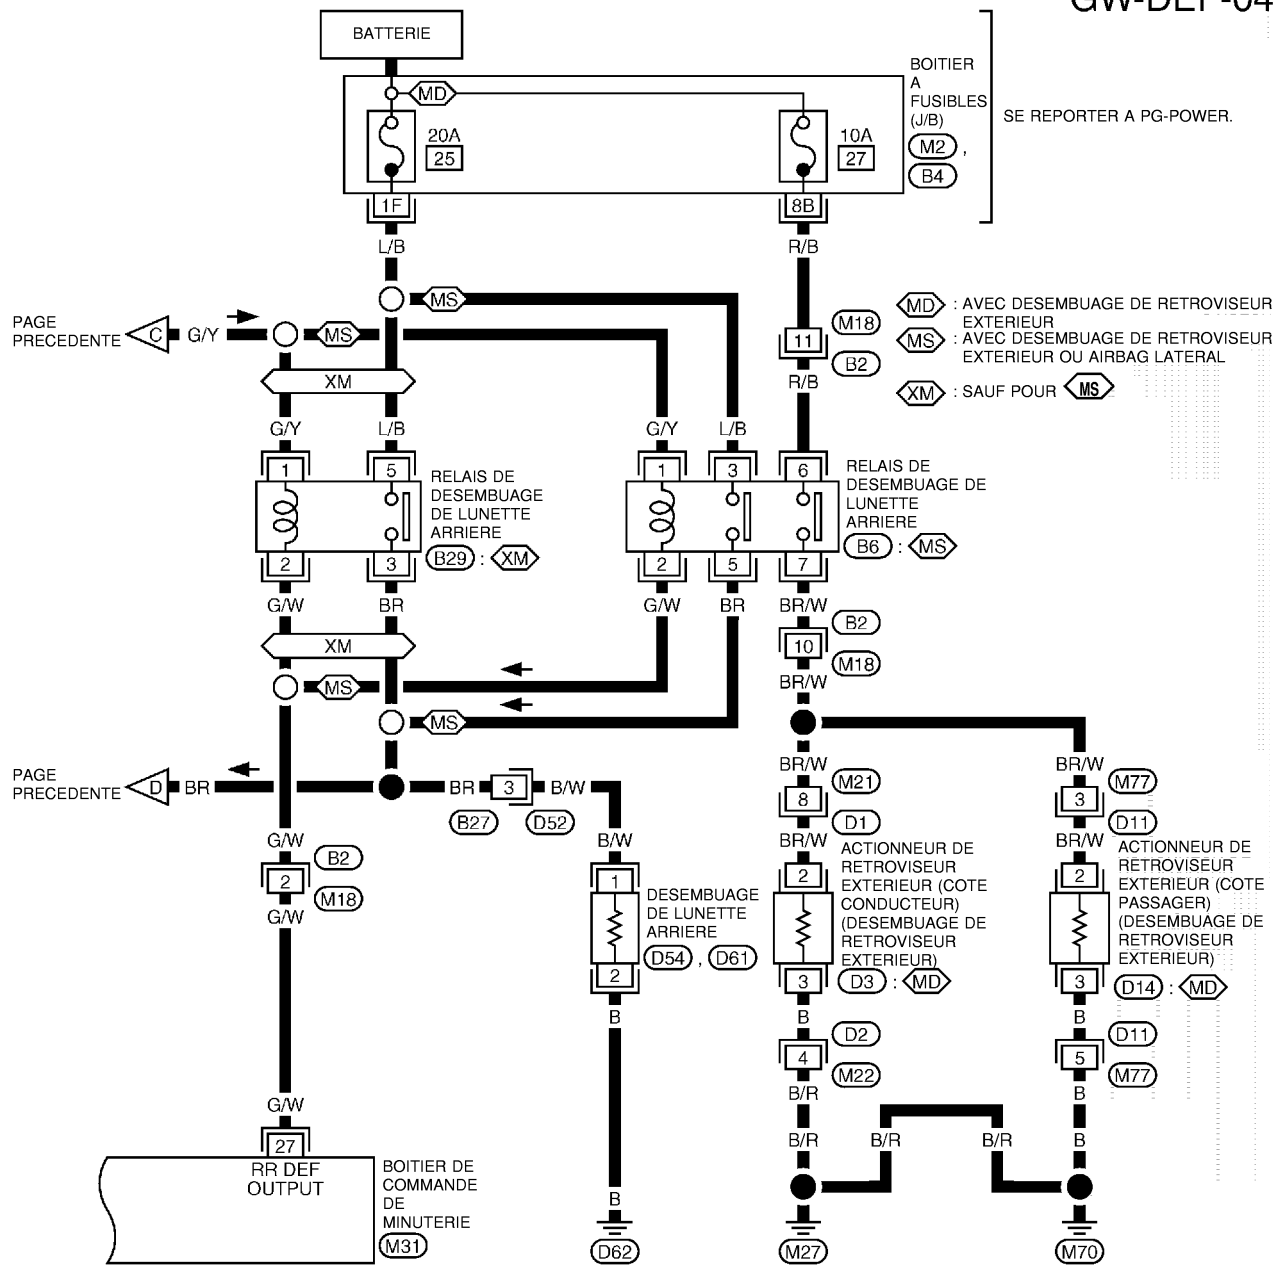 GW-DEF-04
BATTERIE
BOITIER
A
FUSIBLES
(J/B)
M2 ,
B4
SE REPORTER A PG-POWER.
MD
20A
25
10A
27
1F
8B
L/B
R/B
MS
PAGE
PRECEDENTE
C
G/Y
MS
XM
11
M18
B2
R/B
MD : AVEC DESEMBUAGE DE RETROVISEUR
EXTERIEUR
MS : AVEC DESEMBUAGE DE RETROVISEUR
EXTERIEUR OU AIRBAG LATERAL
XM : SAUF POUR MS
G/Y
L/B
G/Y
L/B
1
5
1
3
6
RELAIS DE
DESEMBUAGE
DE LUNETTE
ARRIERE
B29 : XM
RELAIS DE
DESEMBUAGE DE
LUNETTE
ARRIERE
B6 : MS
2
3
2
5
7
G/W
BR
G/W
BR
BR/W
XM
B2
10
M18
BR/W
MS
MS
PAGE
PRECEDENTE
D
BR
BR
3
B/W
B27
D52
BR/W
8
M21
D1
BR/W
BR/W
3
M77
D11
BR/W
G/W
2
B2
M18
G/W
B/W
1
DESEMBUAGE
DE LUNETTE
ARRIERE
D54 , D61
2
B
2
ACTIONNEUR DE
RETROVISEUR
EXTERIEUR (COTE
CONDUCTEUR)
(DESEMBUAGE DE
RETROVISEUR
EXTERIEUR)
D3 : MD
3
B
2
ACTIONNEUR DE
RETROVISEUR
EXTERIEUR (COTE
PASSAGER)
(DESEMBUAGE DE
RETROVISEUR
EXTERIEUR)
D14 : MD
3
B
D2
4
M22
B/R
D11
5
M77
B
G/W
27
RR DEF
OUTPUT
BOITIER DE
COMMANDE
DE
MINUTERIE
M31
B
D62
B/R
B/R
B/R
B
M27
M70